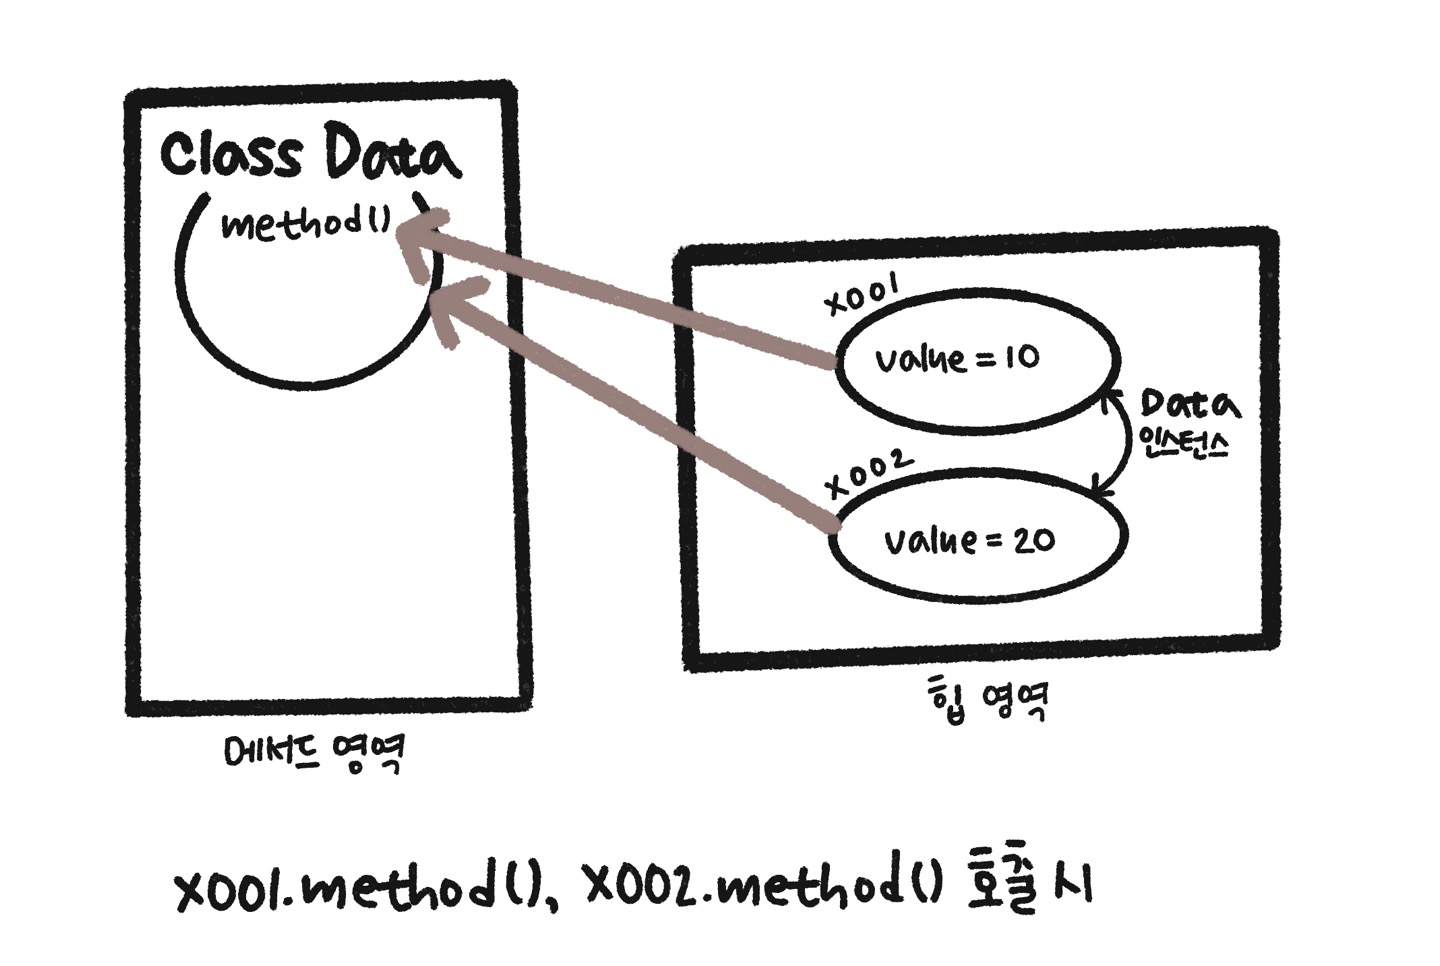 Class Data
method()
x001
value = 10
Data
인스턴스
x002
value = 20
힙 영역
메서드 영역
x001.method(), x002.method() 호출 시